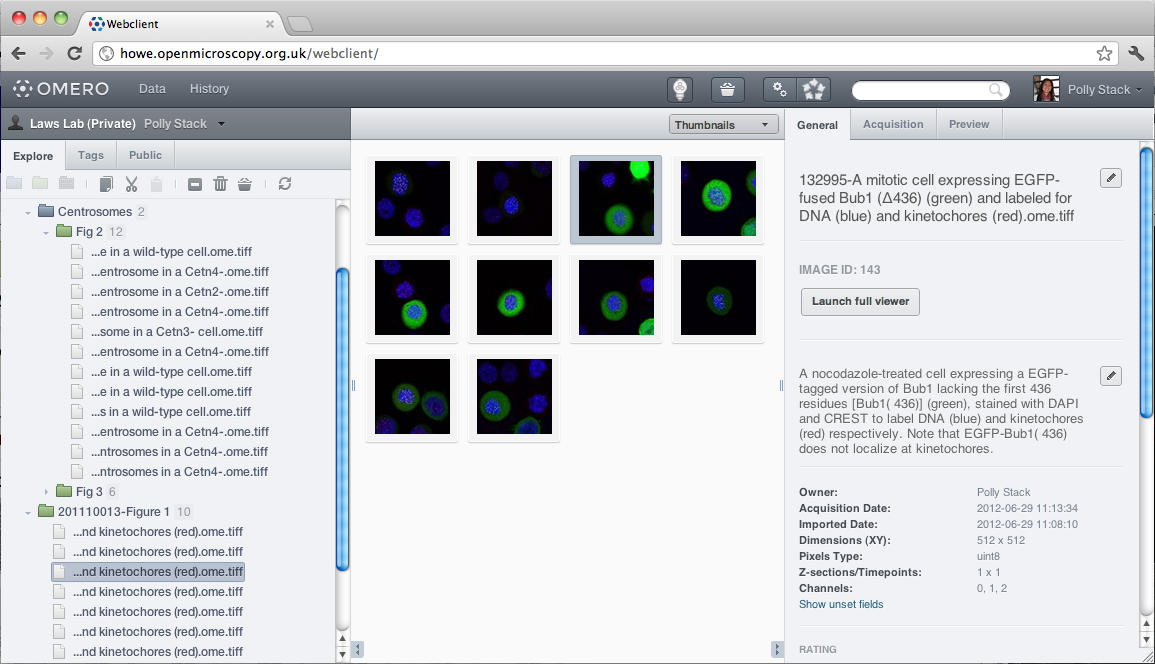 Webclient
howe.openmicroscopy.org.uk/webclient/
OMERO Data History Polly Stack
Laws Lab (Private) Polly Stack
Thumbnails
General Acquisition Preview
Explore Tags Public
Centrosomes 2
Fig 2 12
...e in a wild-type cell.ome.tiff
...entrosome in a Cetn4-.ome.tiff
...entrosome in a Cetn2-.ome.tiff
...entrosome in a Cetn4-.ome.tiff
...some in a Cetn3- cell.ome.tiff
...entrosome in a Cetn4-.ome.tiff
...e in a wild-type cell.ome.tiff
...e in a wild-type cell.ome.tiff
...s in a wild-type cell.ome.tiff
...entrosome in a Cetn4-.ome.tiff
...ntrosomes in a Cetn4-.ome.tiff
...ntrosomes in a Cetn4-.ome.tiff
Fig 3 6
201110013-Figure 1 10
...nd kinetochores (red).ome.tiff
...nd kinetochores (red).ome.tiff
...nd kinetochores (red).ome.tiff
...nd kinetochores (red).ome.tiff
...nd kinetochores (red).ome.tiff
...nd kinetochores (red).ome.tiff
...nd kinetochores (red).ome.tiff
132995-A mitotic cell expressing EGFP-
fused Bub1 (Δ436) (green) and labeled for
DNA (blue) and kinetochores (red).ome.tiff
IMAGE ID: 143
Launch full viewer
A nocodazole-treated cell expressing a EGFP-
tagged version of Bub1 lacking the first 436
residues [Bub1( 436)] (green), stained with DAPI
and CREST to label DNA (blue) and kinetochores
(red) respectively. Note that EGFP-Bub1( 436)
does not localize at kinetochores.
Owner: Polly Stack
Acquisition Date: 2012-06-29 11:13:34
Imported Date: 2012-06-29 11:08:10
Dimensions (XY): 512 x 512
Pixels Type: uint8
Z-sections/Timepoints: 1 x 1
Channels: 0, 1, 2
Show unset fields
RATING